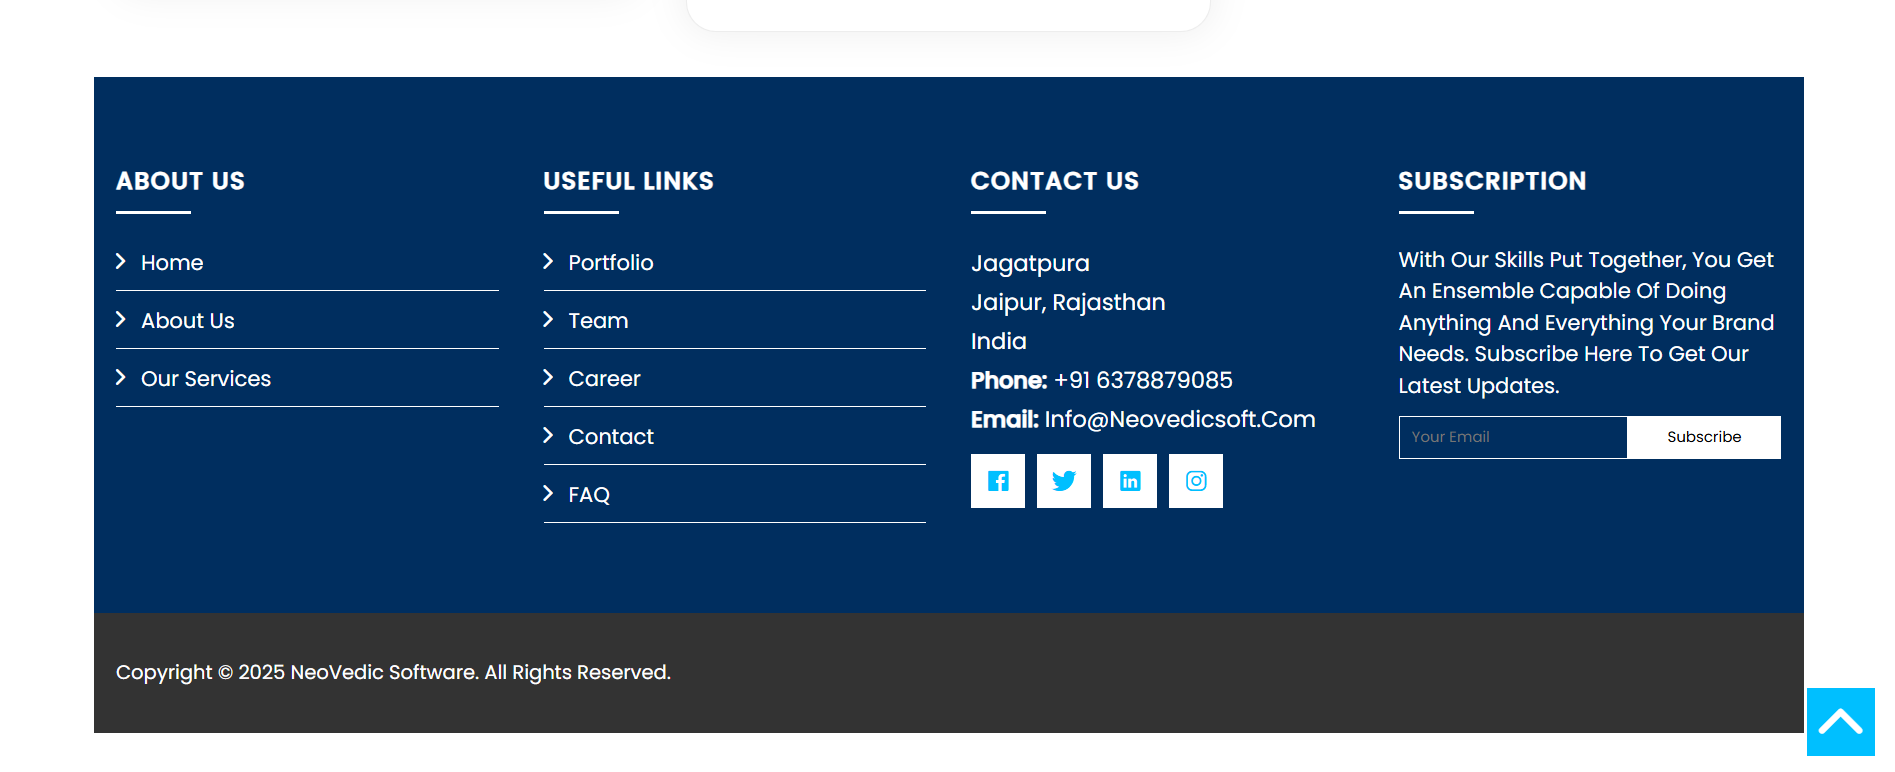 ABOUT US
Home
About Us
Our Services
USEFUL LINKS
Portfolio
Team
Career
Contact
FAQ
CONTACT US
Jagatpura
Jaipur, Rajasthan
India
Phone: +91 6378879085
Email: Info@Neovedicsoft.Com
SUBSCRIPTION
With Our Skills Put Together, You Get
An Ensemble Capable Of Doing
Anything And Everything Your Brand
Needs. Subscribe Here To Get Our
Latest Updates.
Your Email
Subscribe
Copyright © 2025 NeoVedic Software. All Rights Reserved.